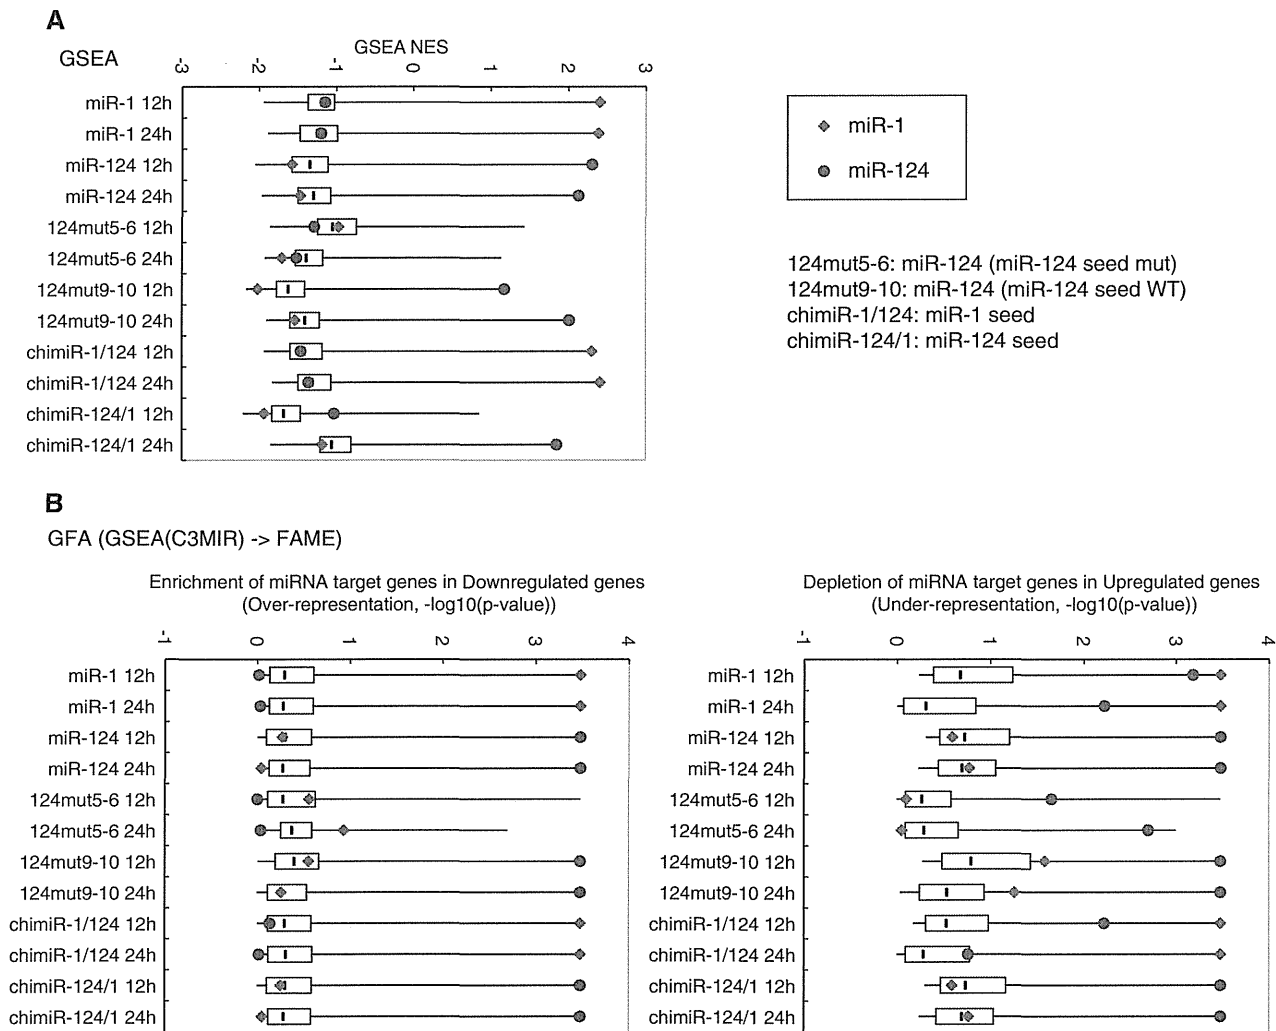 A
GSEA
GSEA NES
-3 -2 -1 0 1 2 3
miR-1 12h
miR-1 24h
miR-124 12h
miR-124 24h
124mut5-6 12h
124mut5-6 24h
124mut9-10 12h
124mut9-10 24h
chimiR-1/124 12h
chimiR-1/124 24h
chimiR-124/1 12h
chimiR-124/1 24h
miR-1
miR-124
124mut5-6: miR-124 (miR-124 seed mut)
124mut9-10: miR-124 (miR-124 seed WT)
chimiR-1/124: miR-1 seed
chimiR-124/1: miR-124 seed
B
GFA (GSEA(C3MIR) -> FAME)
Enrichment of miRNA target genes in Downregulated genes
(Over-representation, -log10(p-value))
-1 0 1 2 3 4
miR-1 12h
miR-1 24h
miR-124 12h
miR-124 24h
124mut5-6 12h
124mut5-6 24h
124mut9-10 12h
124mut9-10 24h
chimiR-1/124 12h
chimiR-1/124 24h
chimiR-124/1 12h
chimiR-124/1 24h
Depletion of miRNA target genes in Upregulated genes
(Under-representation, -log10(p-value))
-1 0 1 2 3 4
miR-1 12h
miR-1 24h
miR-124 12h
miR-124 24h
124mut5-6 12h
124mut5-6 24h
124mut9-10 12h
124mut9-10 24h
chimiR-1/124 12h
chimiR-1/124 24h
chimiR-124/1 12h
chimiR-124/1 24h